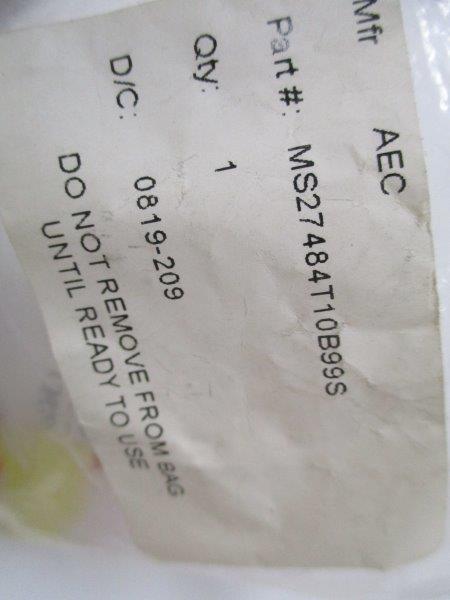 Mfr AEC
Part #: MS27484T10B99S
Qty: 1
D/C: 0819-209
DO NOT REMOVE FROM BAG
UNTIL READY TO USE